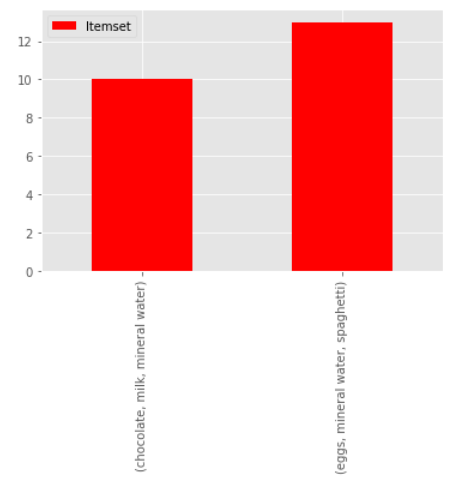 Itemset
12
10
8
6
4
2
0
(chocolate, milk, mineral water)
(eggs, mineral water, spaghetti)